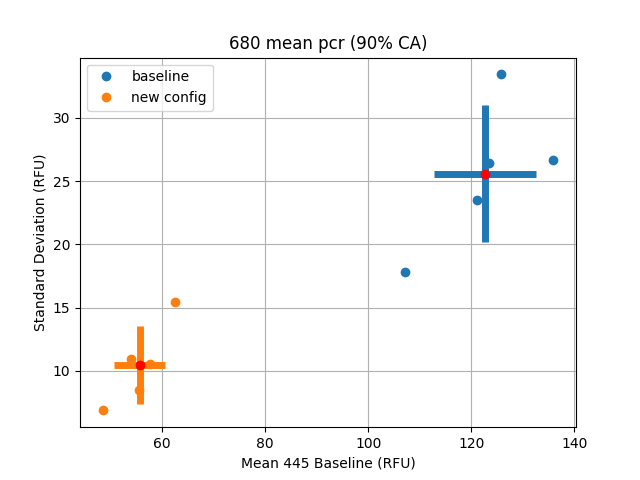 680 mean pcr (90% CA)
baseline
new config
Standard Deviation (RFU)
30
25
20
15
10
60 80 100 120 140
Mean 445 Baseline (RFU)